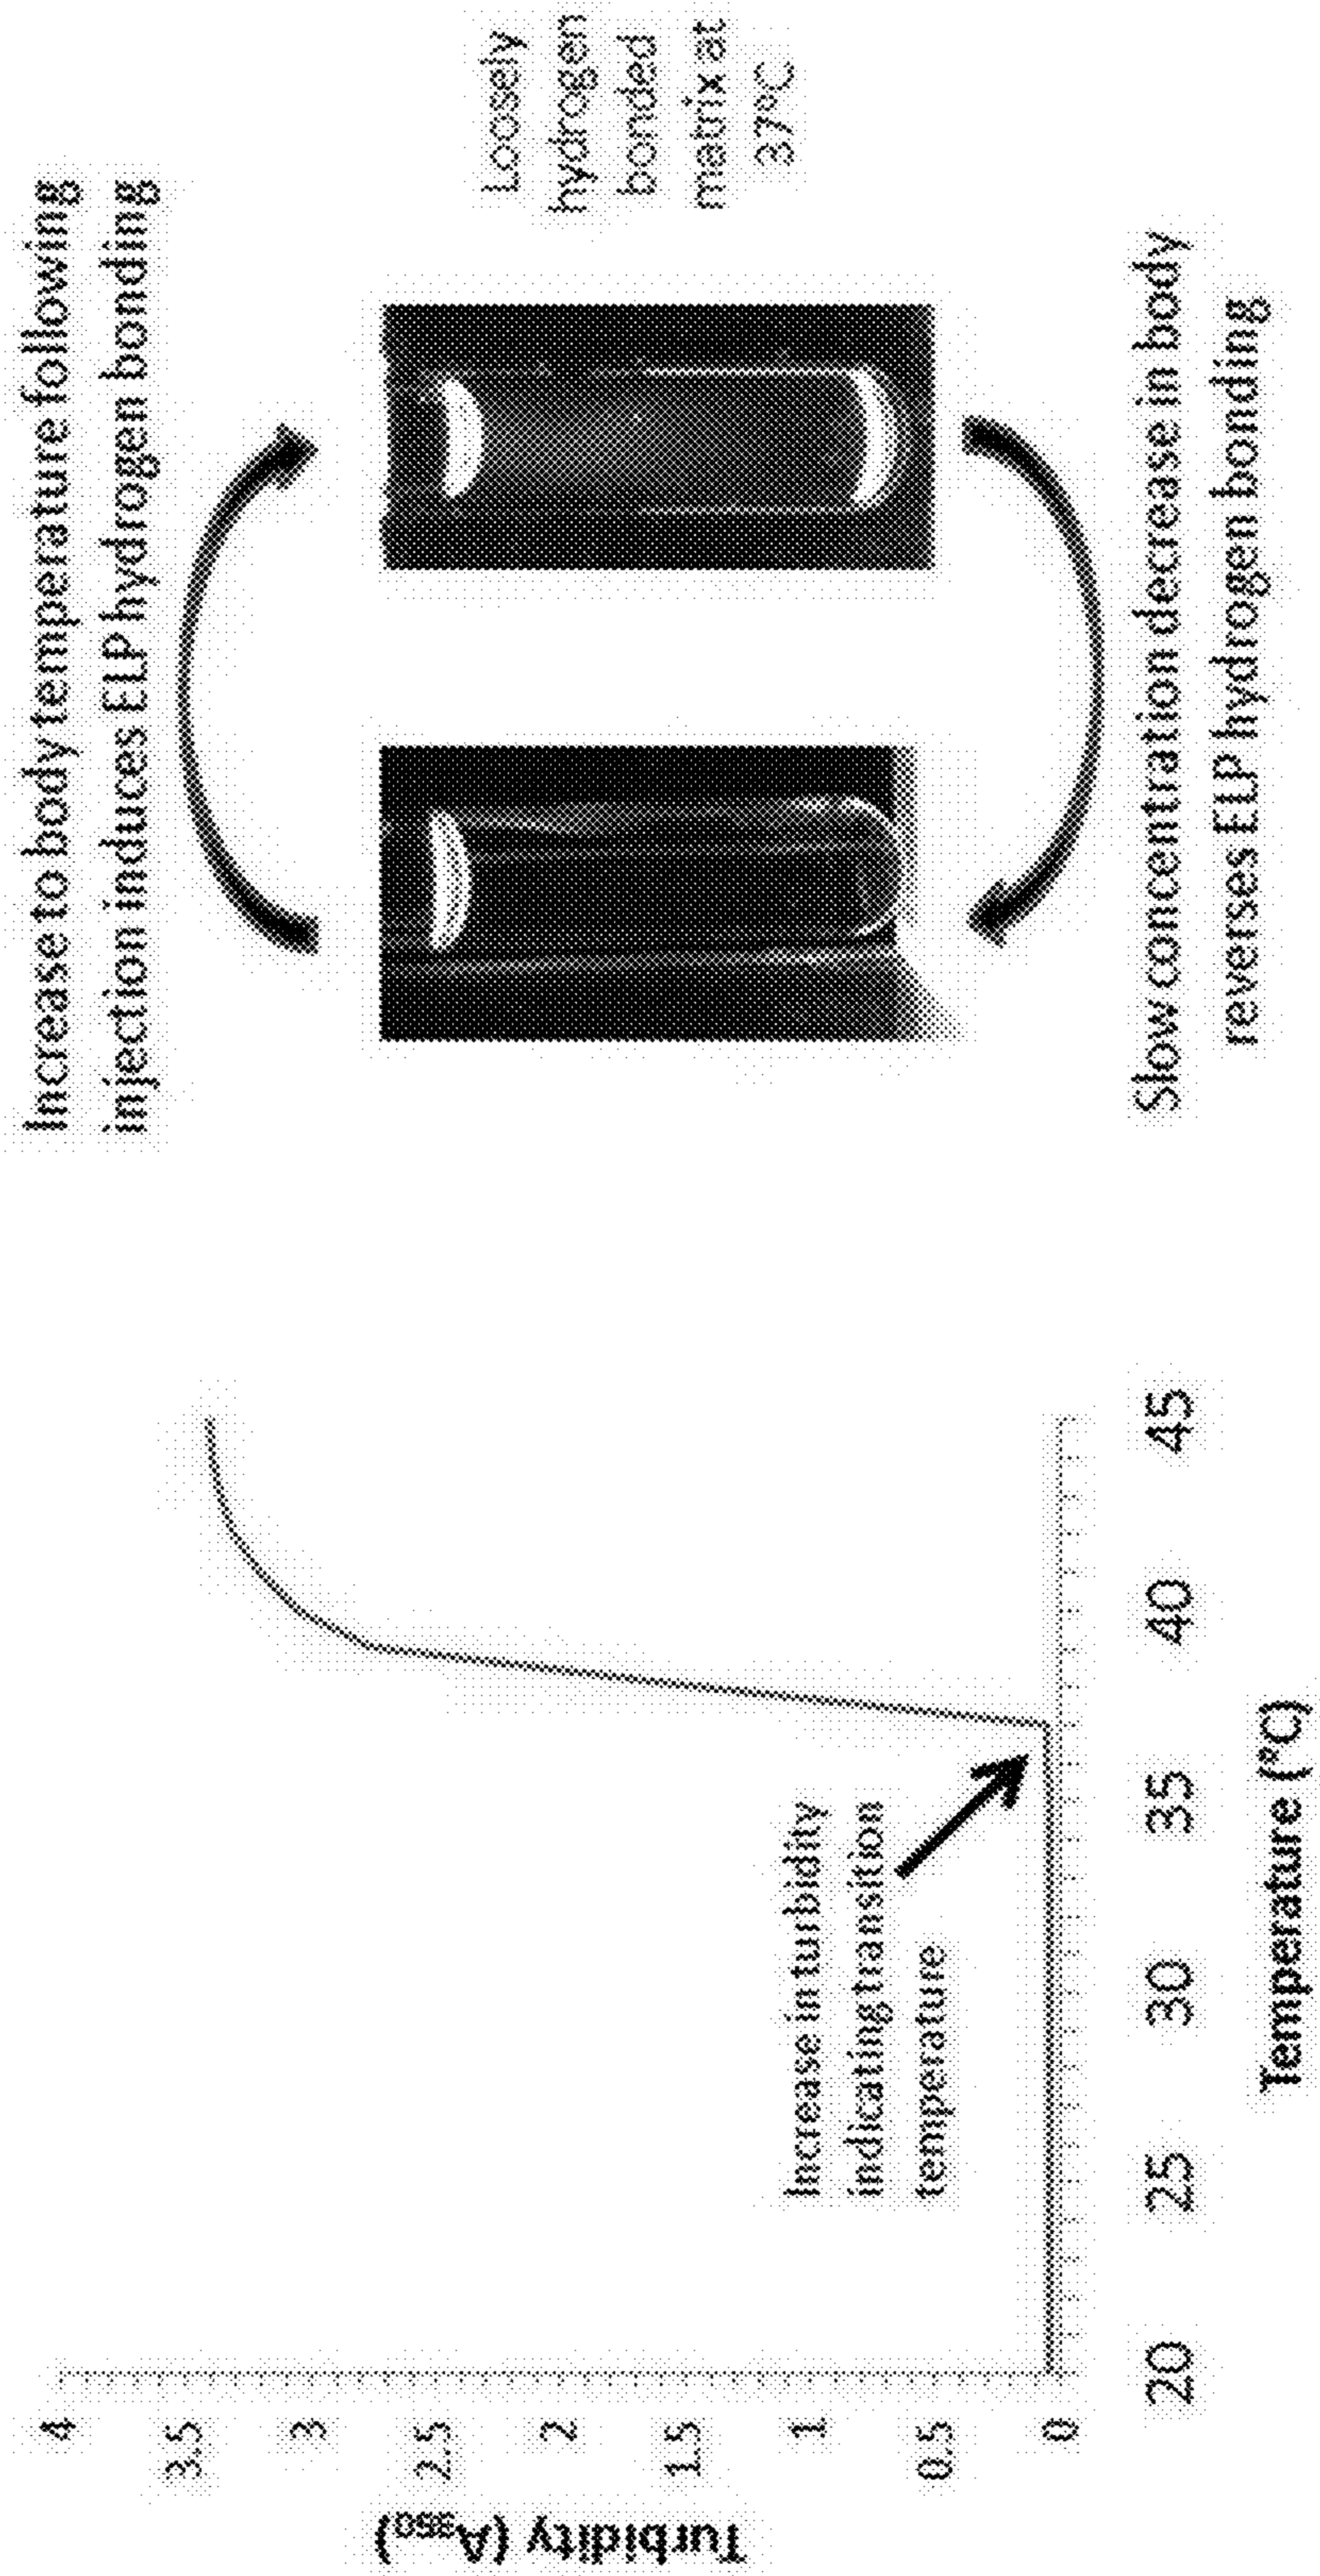 Turbidity (A₃₅₀)
4
3.5
3
2.5
2
1.5
1
0.5
0
Increase in turbidity
indicating transition
temperature
20 25 30 35 40 45
Temperature (°C)
Increase to body temperature following
injection induces ELP hydrogen bonding
Loosely
hydrogen
bonded
matrix at
37°C
Slow concentration decrease in body
reverses ELP hydrogen bonding